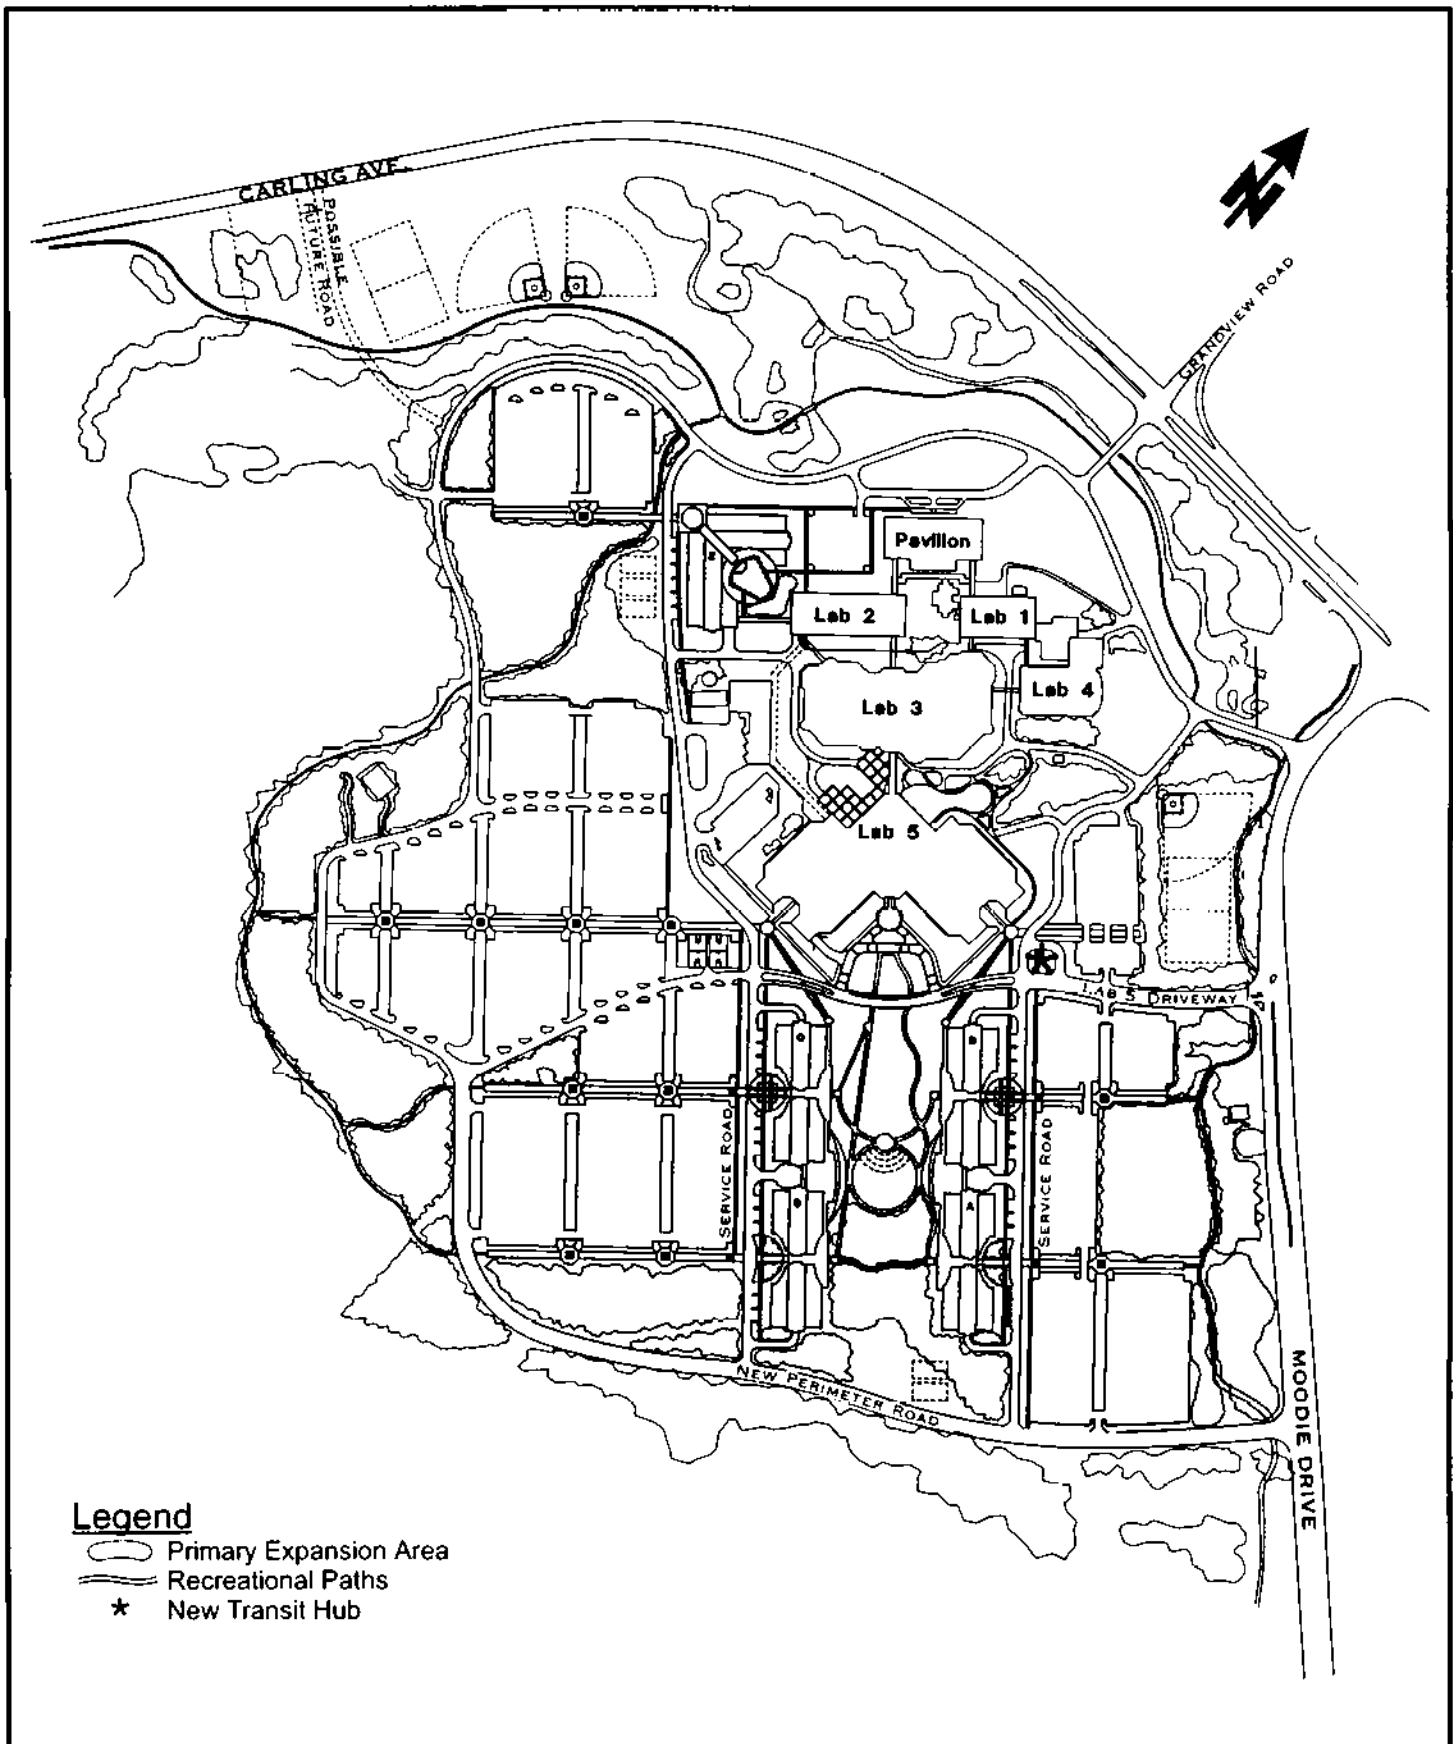 CARLING AVE.
POSSIBLE
FUTURE ROAD
N
GRANDVIEW ROAD
Pavilion
Lab 2
Lab 1
Lab 4
Lab 3
Lab 5
LAB 5 DRIVEWAY
SERVICE ROAD
SERVICE ROAD
A
NEW PERIMETER ROAD
MOODIE DRIVE
Legend
Primary Expansion Area
Recreational Paths
New Transit Hub